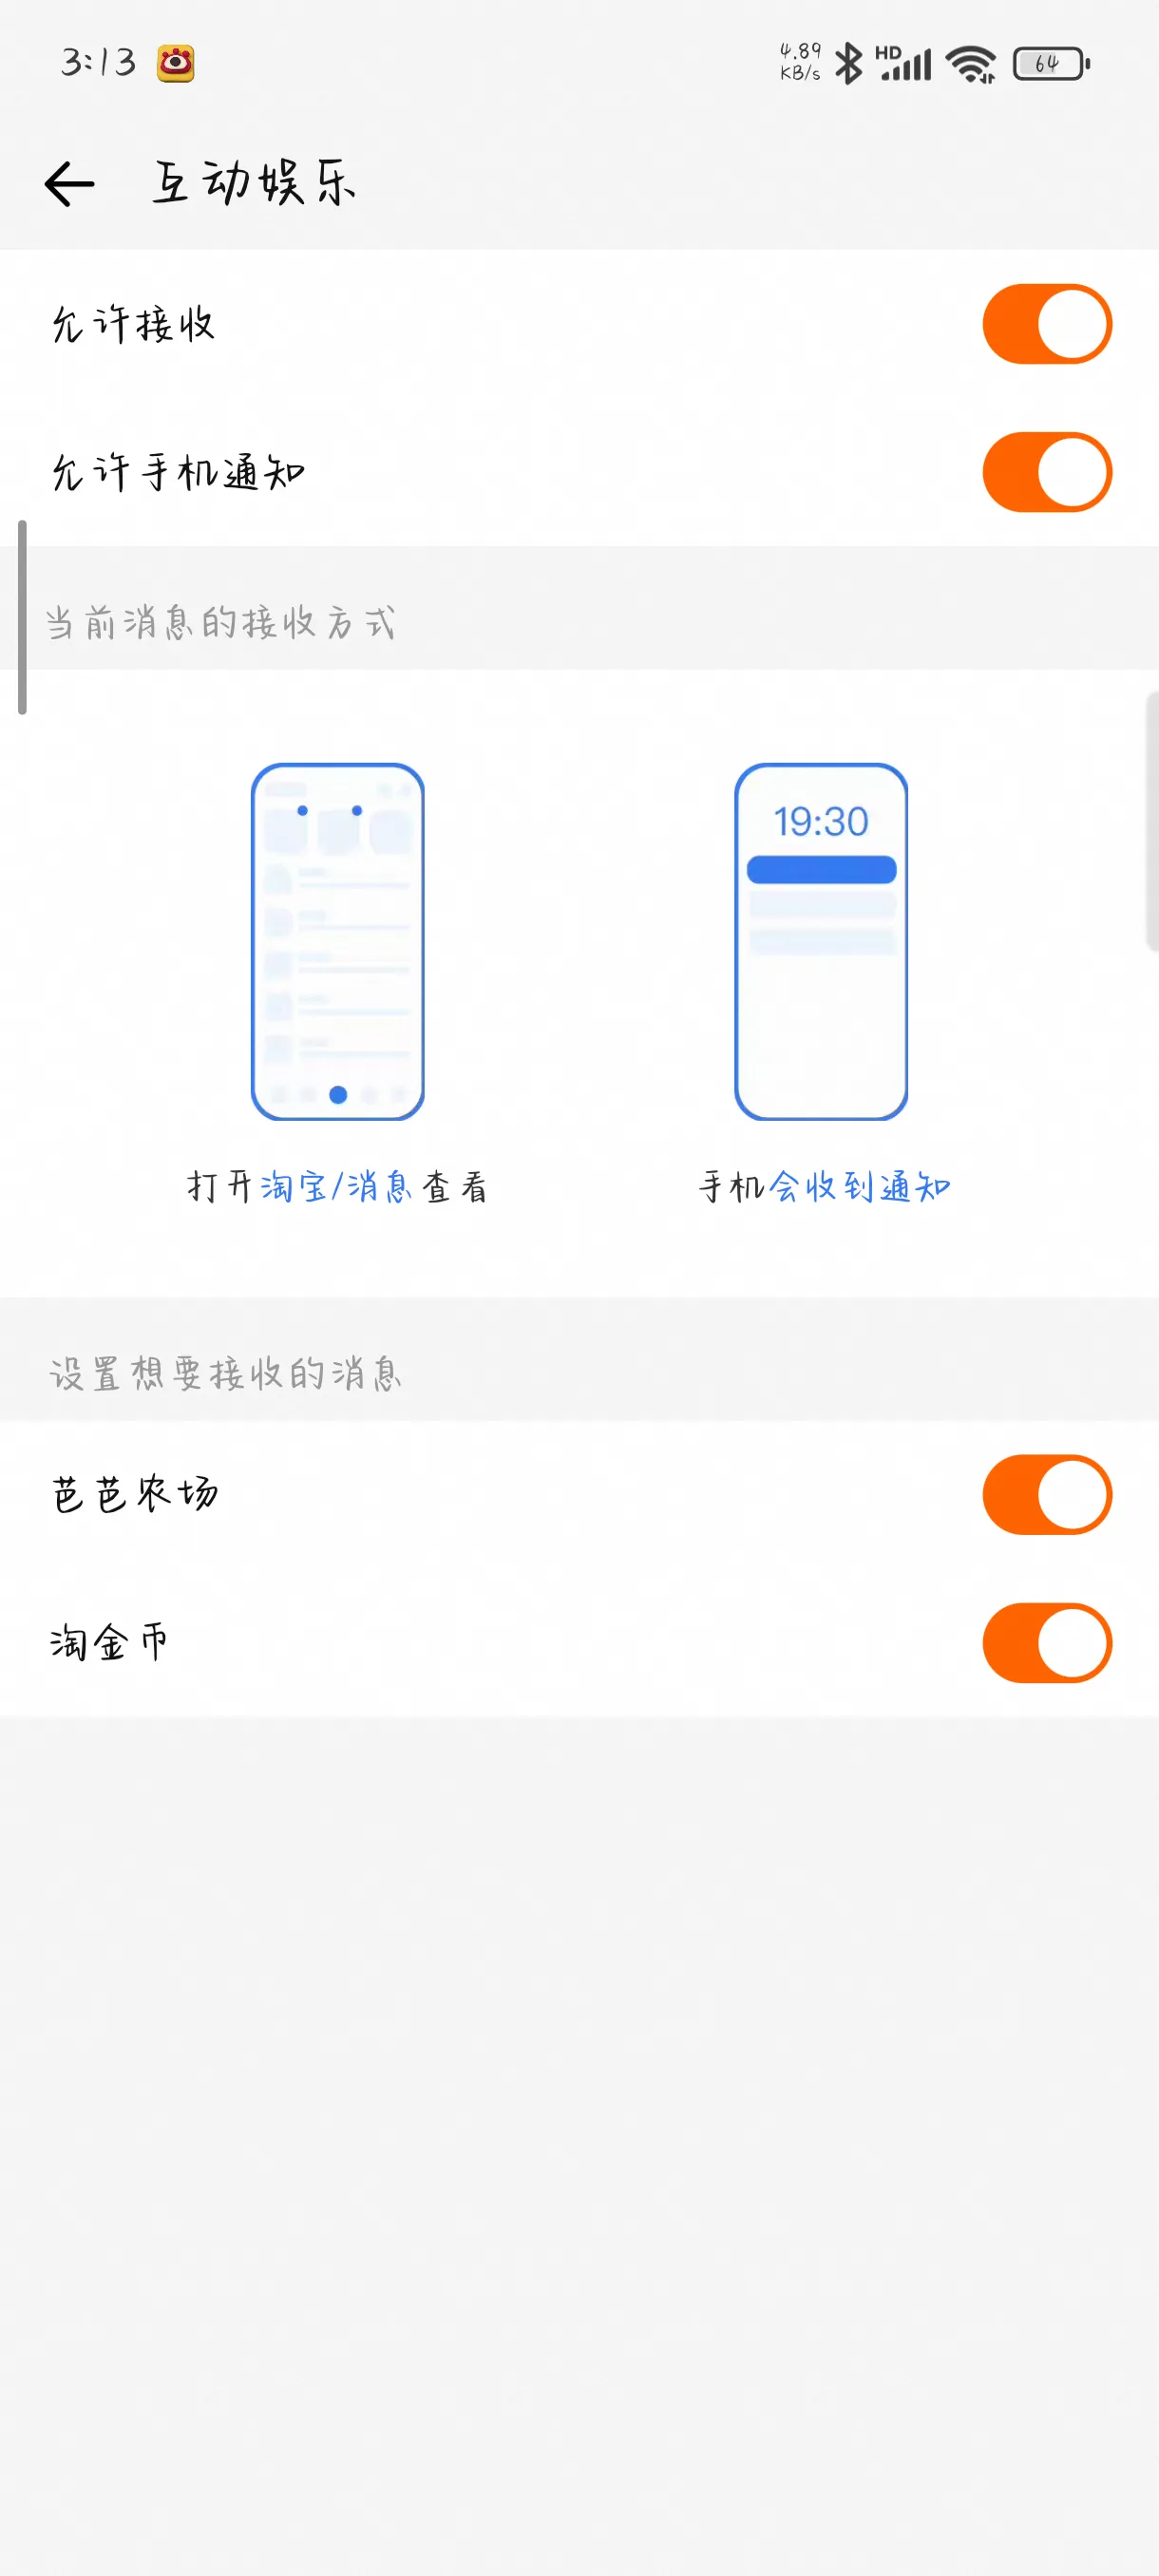 3:13
4.89
KB/s
HD
64
互动娱乐
允许接收
允许手机通知
当前消息的接收方式
19:30
打开淘宝/消息查看
手机会收到通知
设置想要接收的消息
芭芭农场
淘金币